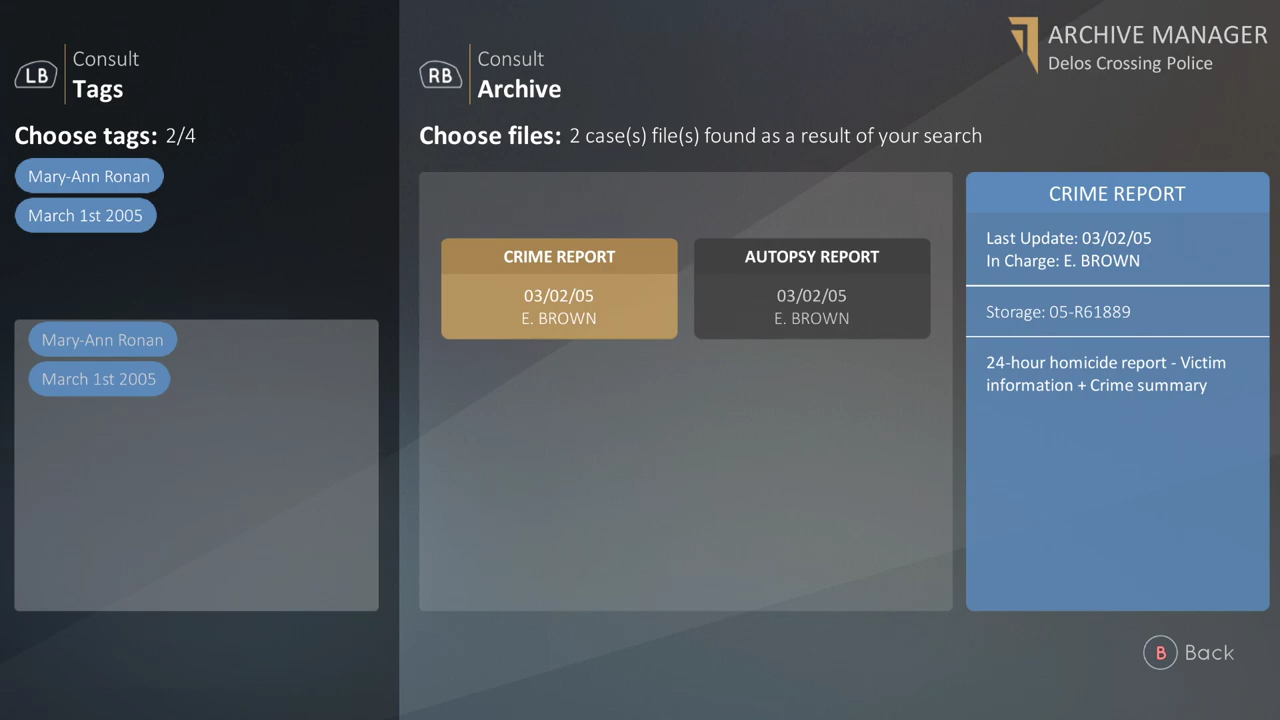 LB
Consult
Tags
Choose tags: 2/4
Mary-Ann Ronan
March 1st 2005
Mary-Ann Ronan
March 1st 2005
RB
Consult
Archive
ARCHIVE MANAGER
Delos Crossing Police
Choose files: 2 case(s) file(s) found as a result of your search
CRIME REPORT
03/02/05
E. BROWN
AUTOPSY REPORT
03/02/05
E. BROWN
CRIME REPORT
Last Update: 03/02/05
In Charge: E. BROWN
Storage: 05-R61889
24-hour homicide report - Victim
information + Crime summary
B Back